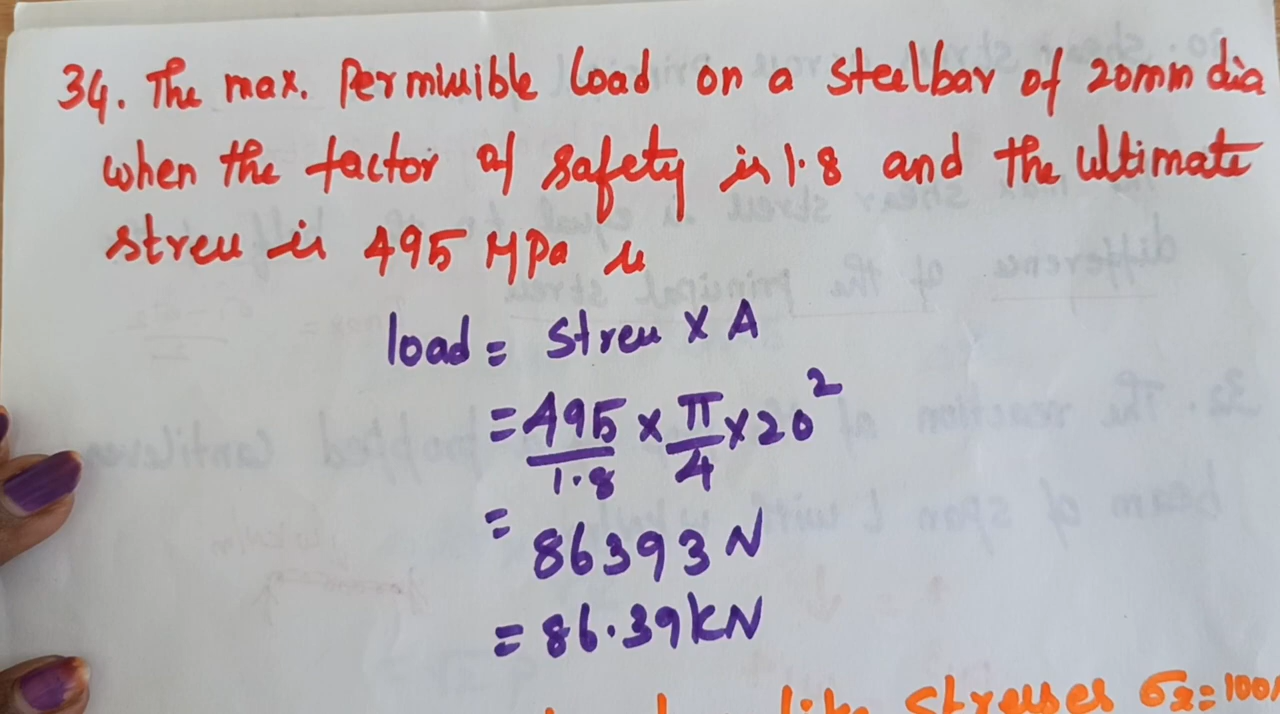 34. The max. Permissible load on a steelbar of 20mm dia
when the factor of safety is 1.8 and the ultimate
stress is 495 MPa is
load = Stress x A
= 495/1.8 x π/4 x 20²
= 86393 N
= 86.39 kN
like stresses σ2 = 100